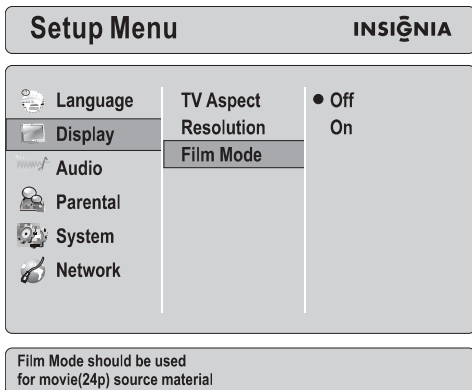 Setup Menu
INSIGNIA
Language
Display
Audio
Parental
System
Network
TV Aspect
Resolution
Film Mode
Off
On
Film Mode should be used
for movie(24p) source material